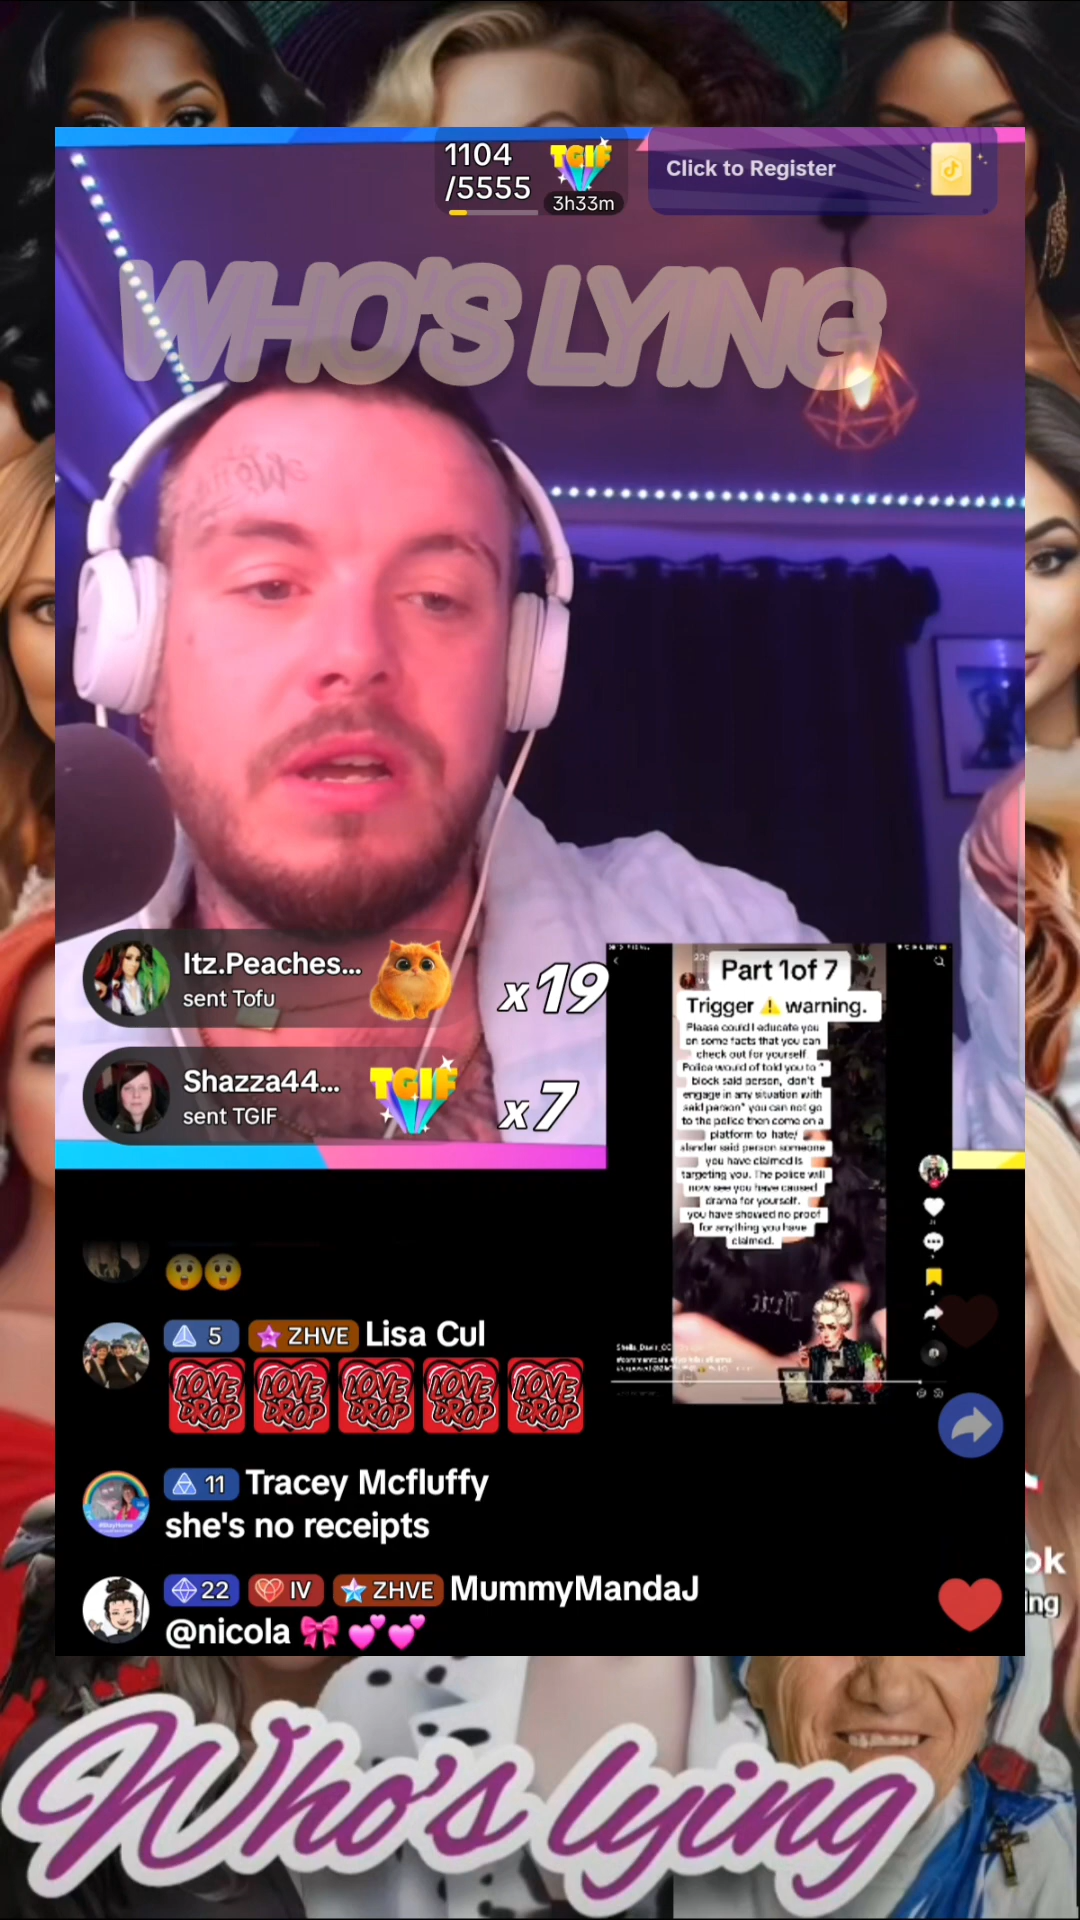 1104
/5555
TGIF
3h33m
Click to Register
WHO'S LYING
Itz.Peaches...
sent Tofu
x19
Shazza44...
sent TGIF
TGIF
x7
Part 1of 7
Trigger ⚠️ warning.
Please could I educate you
on some facts that you can
check out for yourself
Police would of told you to "
block said person, don't
engage in any situation with
said person" you can not go
to the police then come on a
platform to hate/
slander said person someone
you have claimed is
targeting you. The police will
now see you have caused
drama for yourself.
you have showed no proof
for anything you have
claimed.
😲😲
5 ZHVE Lisa Cul
LOVE DROP LOVE DROP LOVE DROP LOVE DROP LOVE DROP
11 Tracey Mcfluffy
she's no receipts
22 IV ZHVE MummyMandaJ
@nicola 🎀 💕💕
ok
ing
Who's lying